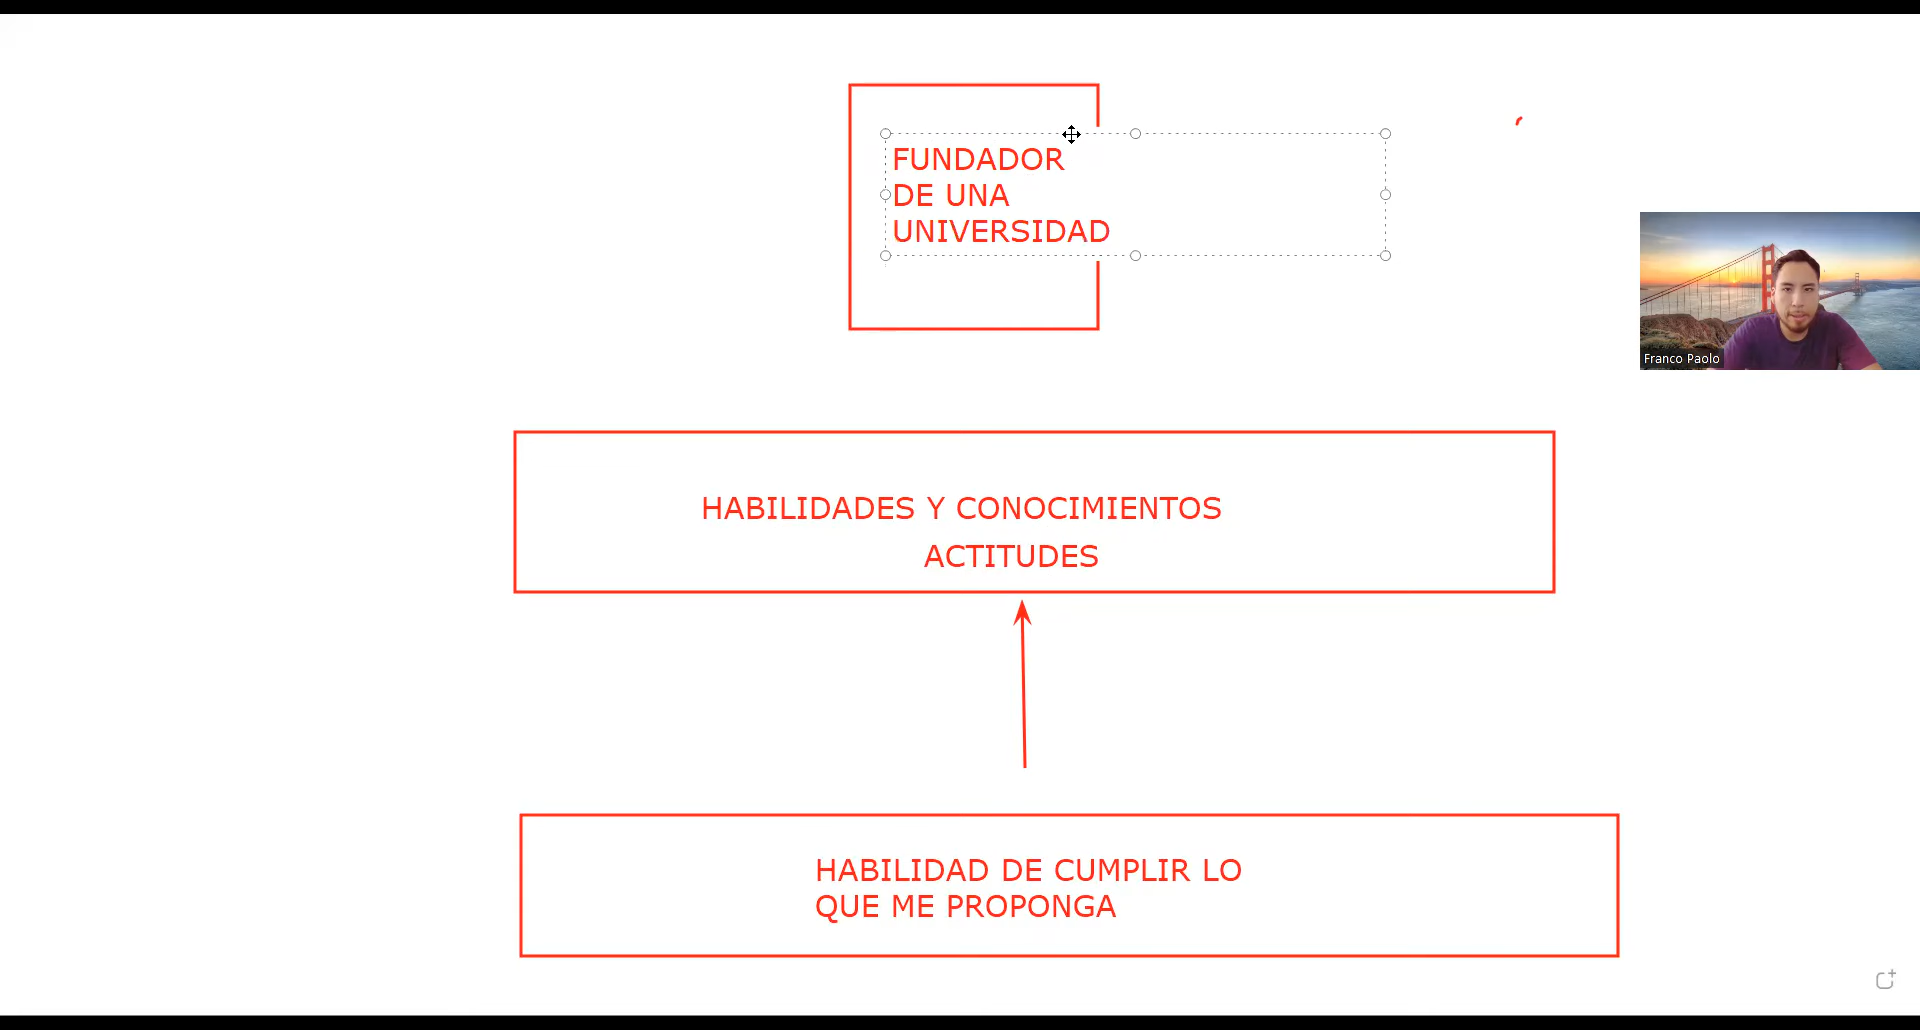 FUNDADOR
DE UNA
UNIVERSIDAD
Franco Paolo
HABILIDADES Y CONOCIMIENTOS
ACTITUDES
HABILIDAD DE CUMPLIR LO
QUE ME PROPONGA